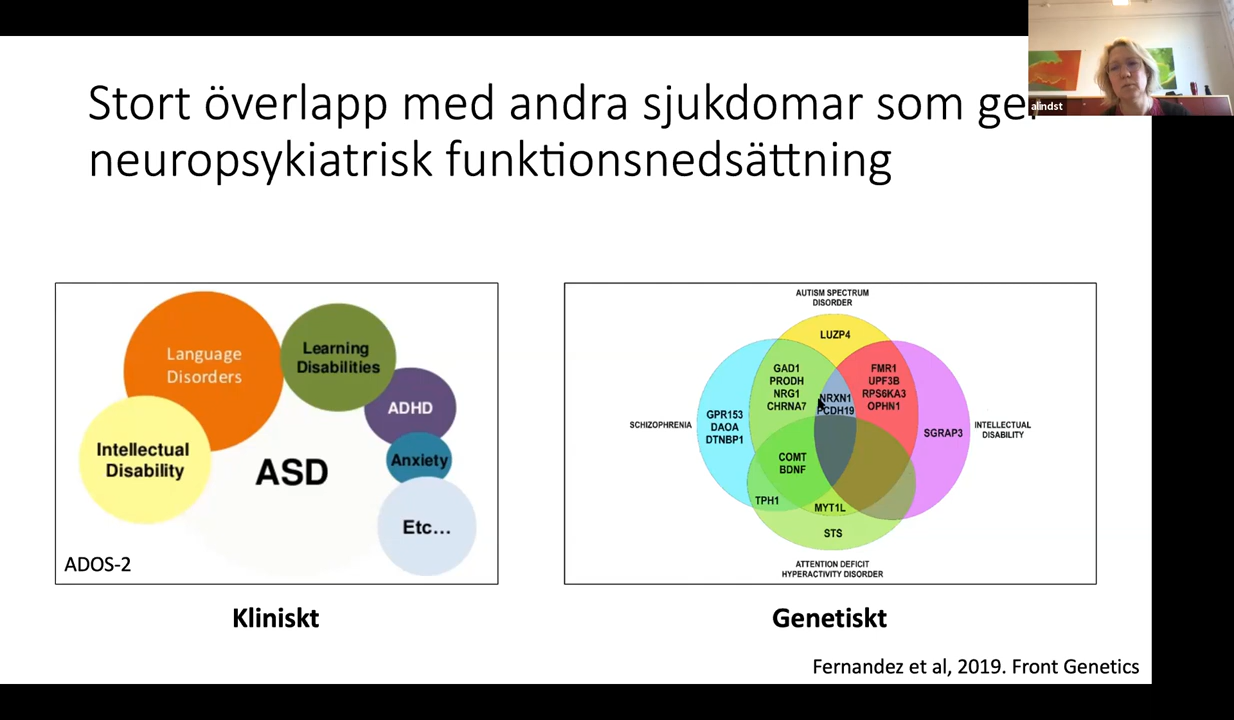 Stort överlapp med andra sjukdomar som ger
neuropsykiatrisk funktionsnedsättning
alindst
Language
Disorders
Learning
Disabilities
ADHD
Intellectual
Disability
ASD
Anxiety
Etc...
ADOS-2
Kliniskt
AUTISM SPECTRUM
DISORDER
LUZP4
GAD1
PRODH
NRG1
CHRNA7
FMR1
UPF3B
RPS6KA3
OPHN1
NRXN1
PCDH19
SCHIZOPHRENIA
GPR153
DAOA
DTNBP1
SGRAP3
INTELLECTUAL
DISABILITY
COMT
BDNF
TPH1
MYT1L
STS
ATTENTION DEFICIT
HYPERACTIVITY DISORDER
Genetiskt
Fernandez et al, 2019. Front Genetics